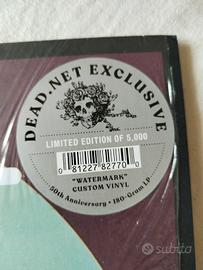 DEAD.NET EXCLUSIVE
LIMITED EDITION OF 5,000
0 81227 82770 0
"WATERMARK"
CUSTOM VINYL
50th Anniversary • 180-Gram LP
subito